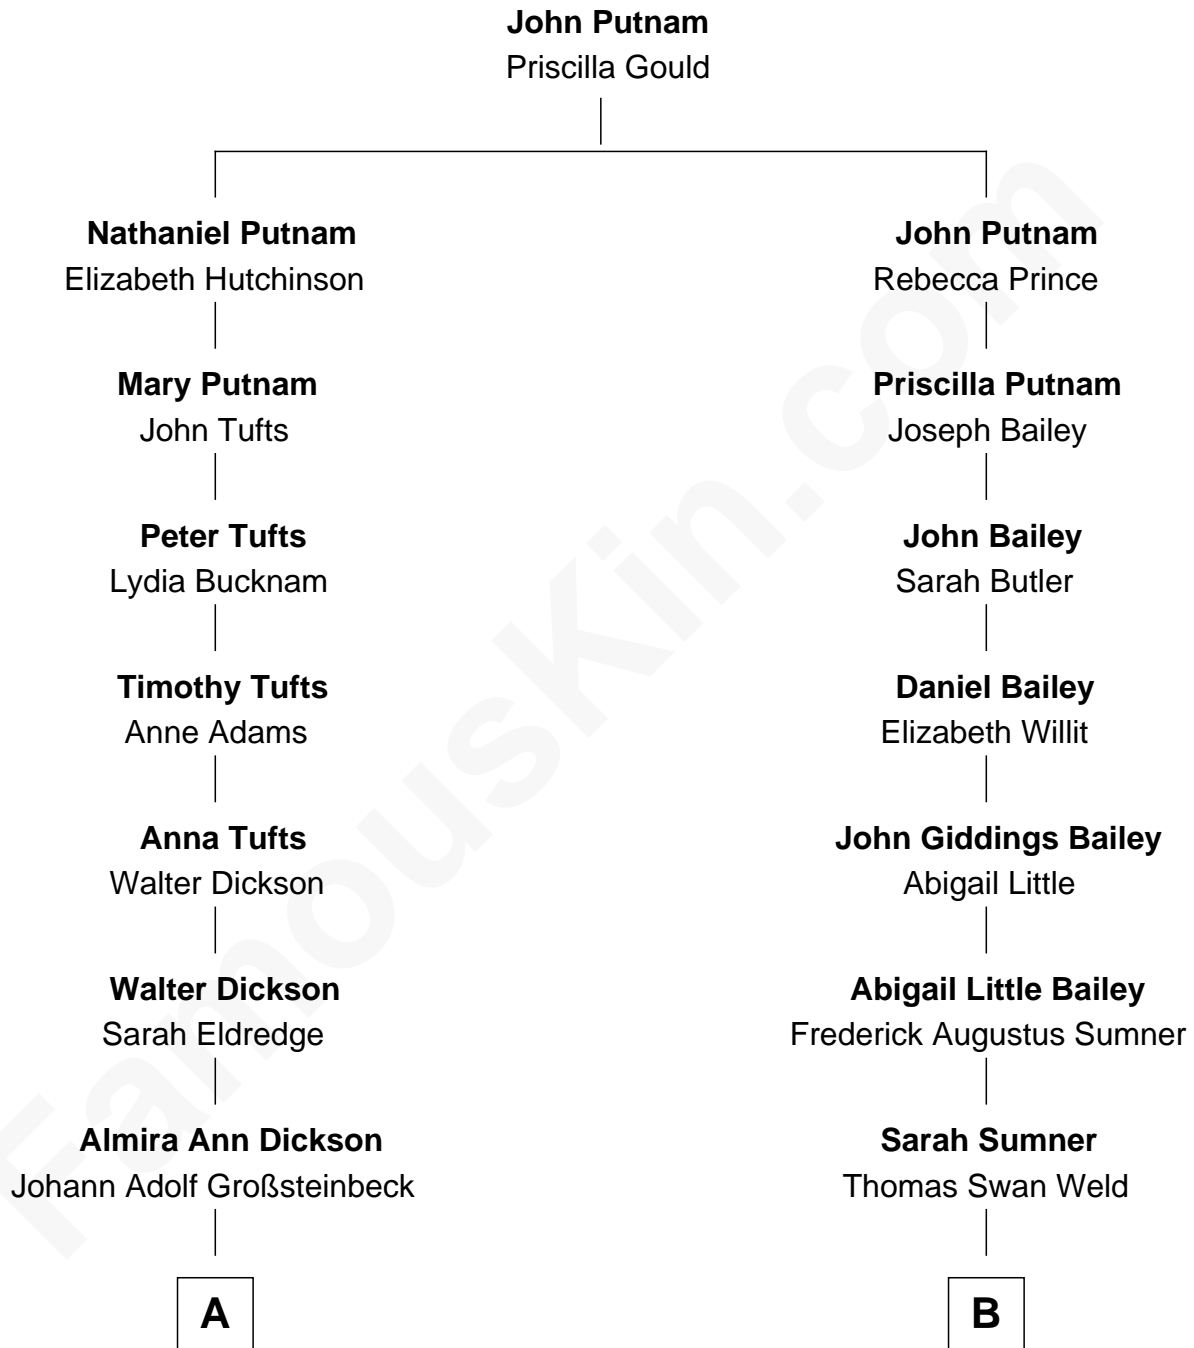 John Putnam
Priscilla Gould
Nathaniel Putnam
Elizabeth Hutchinson
Mary Putnam
John Tufts
Peter Tufts
Lydia Bucknam
Timothy Tufts
Anne Adams
Anna Tufts
Walter Dickson
Walter Dickson
Sarah Eldredge
Almira Ann Dickson
Johann Adolf Großsteinbeck
A
John Putnam
Rebecca Prince
Priscilla Putnam
Joseph Bailey
John Bailey
Sarah Butler
Daniel Bailey
Elizabeth Willit
John Giddings Bailey
Abigail Little
Abigail Little Bailey
Frederick Augustus Sumner
Sarah Sumner
Thomas Swan Weld
B
FamousKin.com